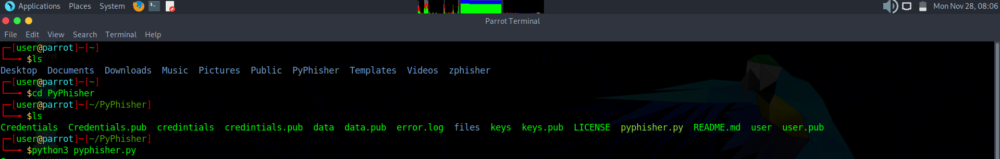 Applications Places System Mon Nov 28, 08:06
Parrot Terminal
File Edit View Search Terminal Help
┌─[user@parrot]─[~]
└──╼ $ls
Desktop Documents Downloads Music Pictures Public PyPhisher Templates Videos zphisher
┌─[user@parrot]─[~]
└──╼ $cd PyPhisher
┌─[user@parrot]─[~/PyPhisher]
└──╼ $ls
Credentials Credentials.pub credintials credintials.pub data data.pub error.log files keys keys.pub LICENSE pyphisher.py README.md user user.pub
┌─[user@parrot]─[~/PyPhisher]
└──╼ $python3 pyphisher.py